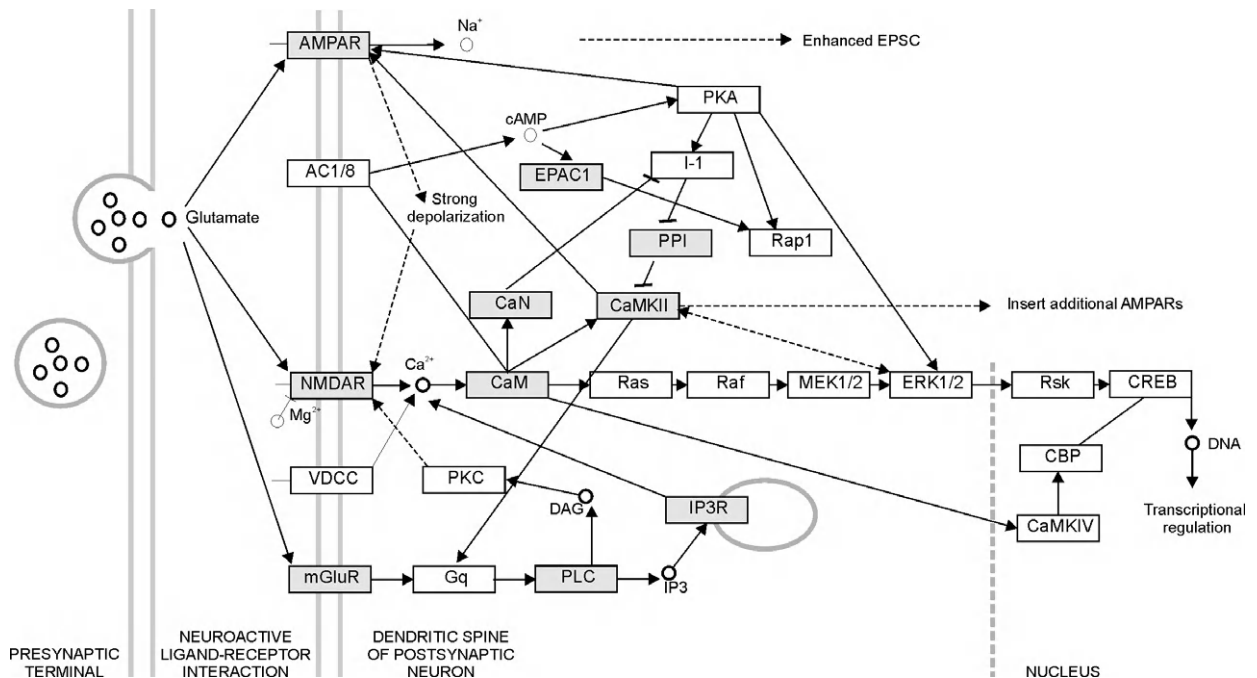 Na+
AMPAR
Enhanced EPSC
PKA
cAMP
I-1
AC1/8
EPAC1
Strong
depolarization
Glutamate
PPI
Rap1
CaN
CaMKII
Insert additional AMPARs
Ca2+
NMDAR
CaM
Ras
Raf
MEK1/2
ERK1/2
Rsk
CREB
Mg2+
DNA
CBP
VDCC
PKC
DAG
IP3R
Transcriptional
regulation
CaMKIV
mGluR
Gq
PLC
IP3
PRESYNAPTIC
TERMINAL
NEUROACTIVE
LIGAND-RECEPTOR
INTERACTION
DENDRITIC SPINE
OF POSTSYNAPTIC
NEURON
NUCLEUS